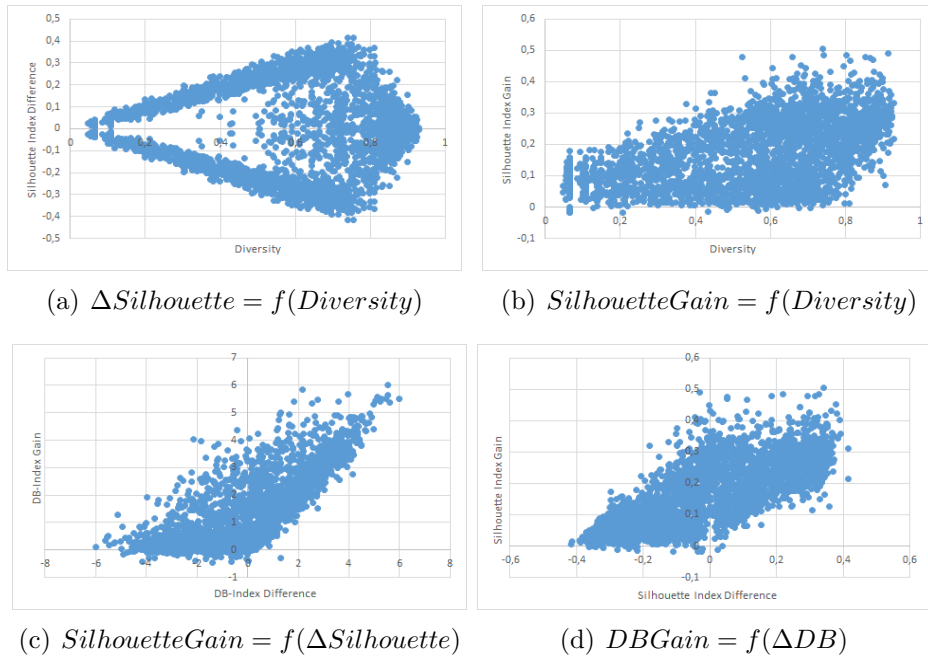 0,5
0,4
0,3
0,2
0,1
0
-0,1
-0,2
-0,3
-0,4
-0,5
0 0,2 0,4 0,6 0,8 1
Silhouette Index Difference
Diversity
0,6
0,5
0,4
0,3
0,2
0,1
0
-0,1
0 0,2 0,4 0,6 0,8 1
Silhouette Index Gain
Diversity
(a) ΔSilhouette = f(Diversity)
(b) SilhouetteGain = f(Diversity)
7
6
5
4
3
2
1
0
-1
-8 -6 -4 -2 0 2 4 6 8
DB-Index Gain
DB-Index Difference
0,6
0,5
0,4
0,3
0,2
0,1
0
-0,1
-0,6 -0,4 -0,2 0 0,2 0,4 0,6
Silhouette Index Gain
Silhouette Index Difference
(c) SilhouetteGain = f(ΔSilhouette)
(d) DBGain = f(ΔDB)